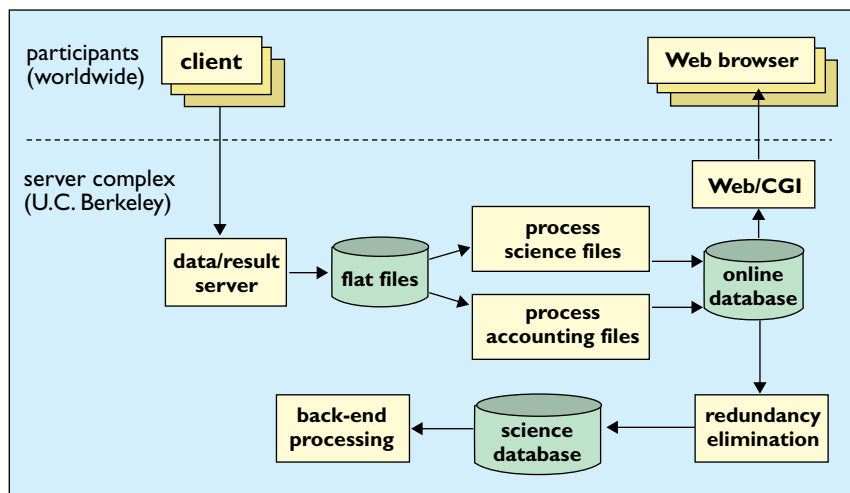 participants
(worldwide)
client
Web browser
server complex
(U.C. Berkeley)
Web/CGI
data/result
server
flat files
process
science files
process
accounting files
online
database
back-end
processing
science
database
redundancy
elimination